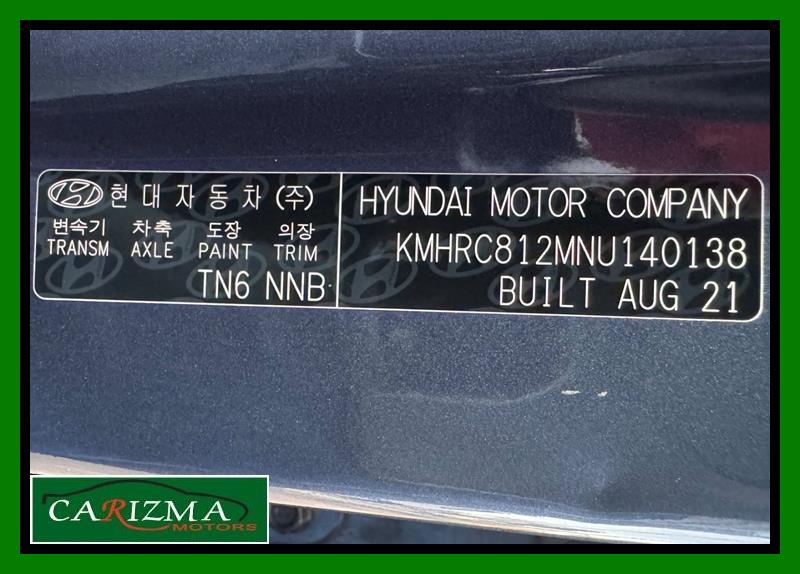 현대자동차(주)
변속기 차축 도장 의장
TRANSM AXLE PAINT TRIM
TN6 NNB
HYUNDAI MOTOR COMPANY
KMHRC812MNU140138
BUILT AUG 21
CARIZMA
MOTORS